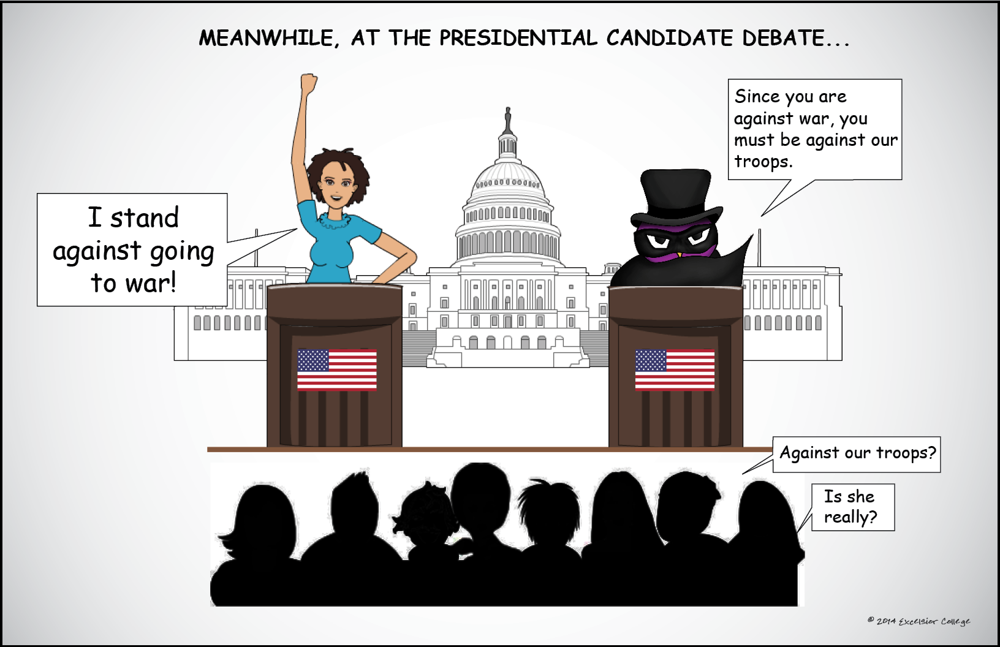 MEANWHILE, AT THE PRESIDENTIAL CANDIDATE DEBATE...
I stand
against going
to war!
Since you are
against war, you
must be against our
troops.
Against our troops?
Is she
really?
© 2014 Excelsior College